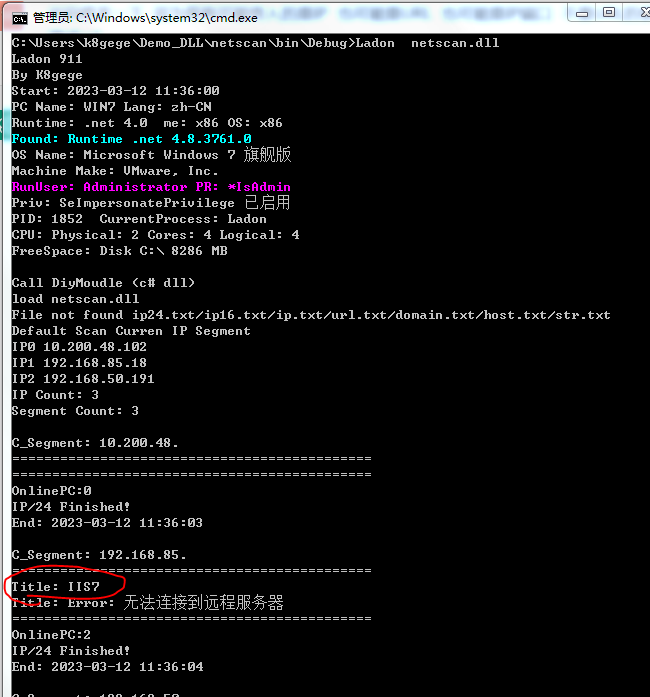 管理员: C:\Windows\system32\cmd.exe
C:\Users\k8gege\Demo_DLL\netscan\bin\Debug>Ladon  netscan.dll
Ladon 911
By K8gege
Start: 2023-03-12 11:36:00
PC Name: WIN7 Lang: zh-CN
Runtime: .net 4.0  me: x86 OS: x86
Found: Runtime .net 4.8.3761.0
OS Name: Microsoft Windows 7 旗舰版
Machine Make: VMware, Inc.
RunUser: Administrator PR: *IsAdmin
Priv: SeImpersonatePrivilege 已启用
PID: 1852  CurrentProcess: Ladon
CPU: Physical: 2 Cores: 4 Logical: 4
FreeSpace: Disk C:\ 8286 MB
Call DiyMoudle (c# dll)
load netscan.dll
File not found ip24.txt/ip16.txt/ip.txt/url.txt/domain.txt/host.txt/str.txt
Default Scan Curren IP Segment
IP0 10.200.48.102
IP1 192.168.85.18
IP2 192.168.50.191
IP Count: 3
Segment Count: 3
C_Segment: 10.200.48.
=============================================
=============================================
OnlinePC:0
IP/24 Finished!
End: 2023-03-12 11:36:03
C_Segment: 192.168.85.
=============================================
Title: IIS7
Title: Error: 无法连接到远程服务器
=============================================
OnlinePC:2
IP/24 Finished!
End: 2023-03-12 11:36:04